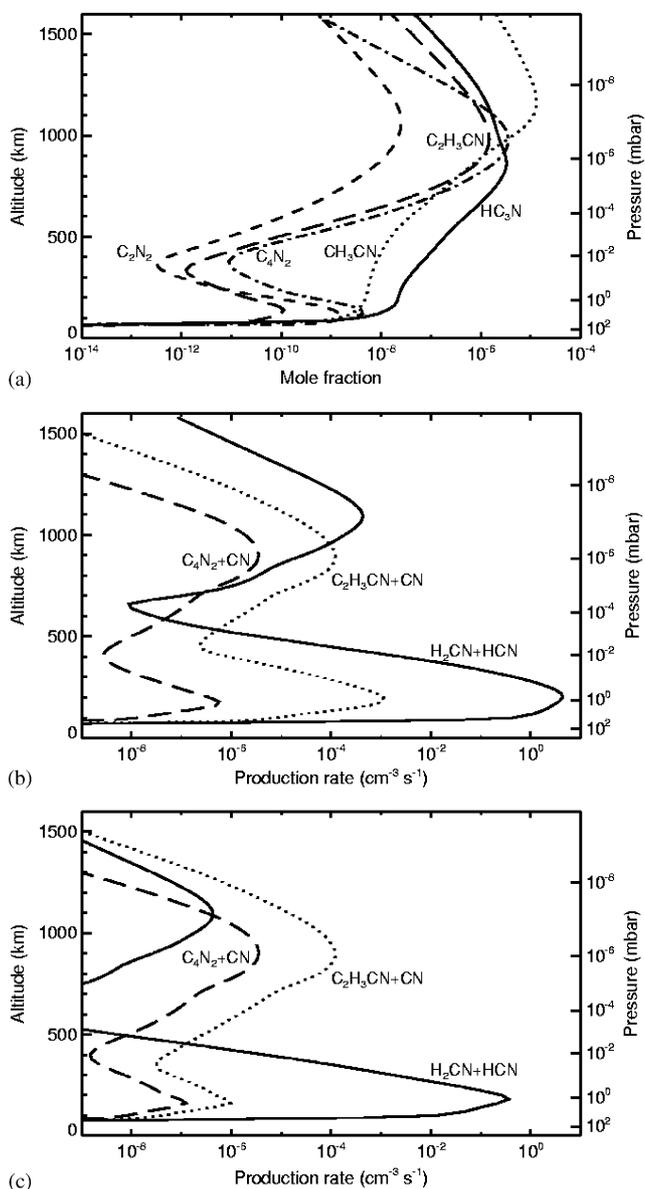 1500
1000
500
0
Altitude (km)
10⁻⁸
10⁻⁶
10⁻⁴
10⁻²
10⁰
10²
Pressure (mbar)
C₂H₃CN
HC₃N
C₂N₂
C₄N₂
CH₃CN
10⁻¹⁴ 10⁻¹² 10⁻¹⁰ 10⁻⁸ 10⁻⁶ 10⁻⁴
Mole fraction
(a)
1500
1000
500
0
Altitude (km)
10⁻⁸
10⁻⁶
10⁻⁴
10⁻²
10⁰
10²
Pressure (mbar)
C₄N₂+CN
C₂H₃CN+CN
H₂CN+HCN
10⁻⁸ 10⁻⁶ 10⁻⁴ 10⁻² 10⁰
Production rate (cm⁻³ s⁻¹)
(b)
1500
1000
500
0
Altitude (km)
10⁻⁸
10⁻⁶
10⁻⁴
10⁻²
10⁰
10²
Pressure (mbar)
C₄N₂+CN
C₂H₃CN+CN
H₂CN+HCN
10⁻⁸ 10⁻⁶ 10⁻⁴ 10⁻² 10⁰
Production rate (cm⁻³ s⁻¹)
(c)